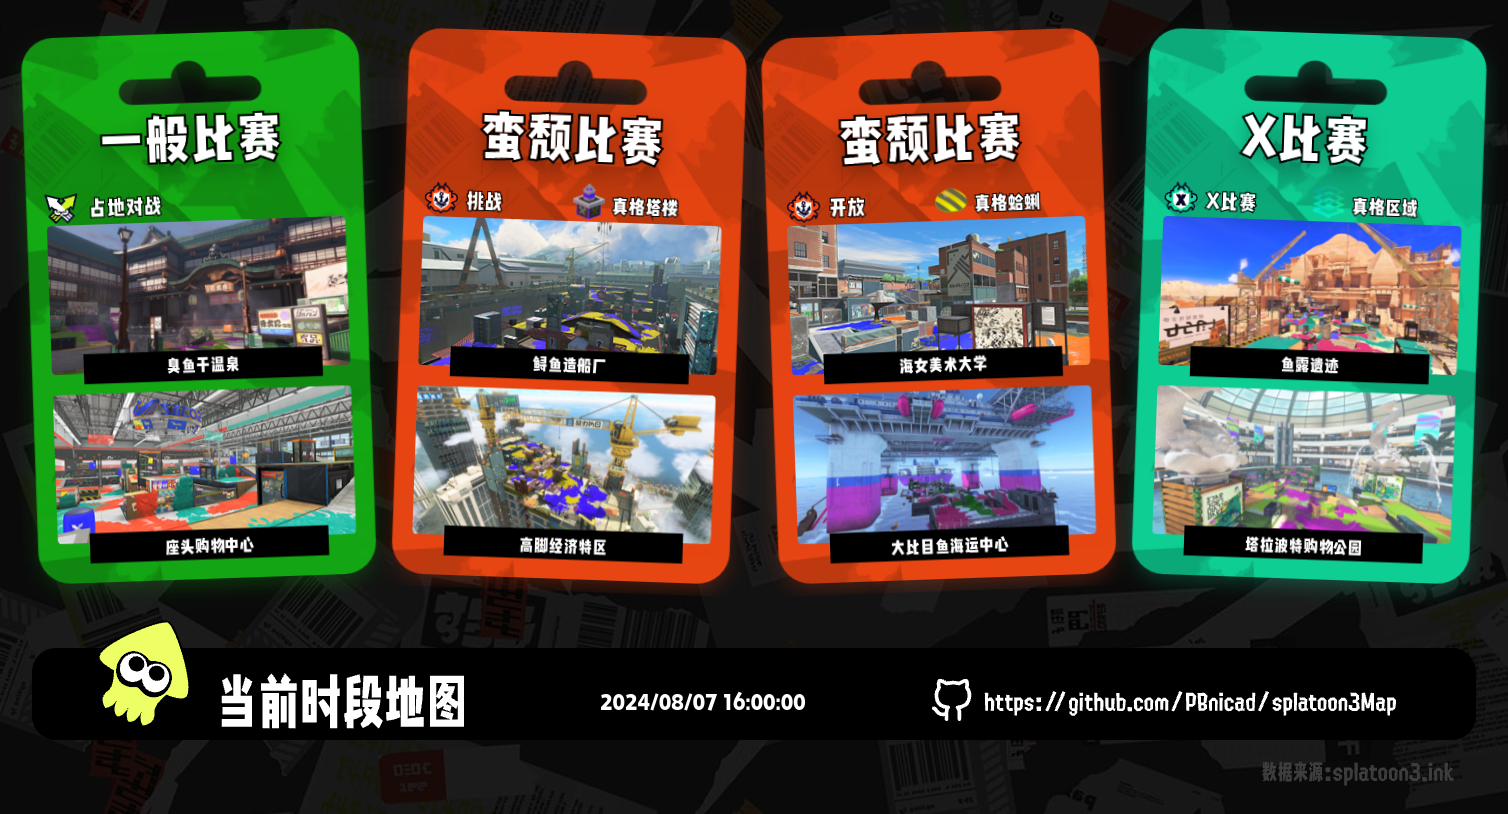 一般比赛
占地对战
臭鱼干温泉
座头购物中心
蛮颓比赛
挑战
真格塔楼
鲟鱼造船厂
高脚经济特区
蛮颓比赛
开放
真格蛤蜊
海女美术大学
大比目鱼海运中心
X比赛
X比赛
真格区域
鱼露遗迹
塔拉波特购物公园
当前时段地图
2024/08/07 16:00:00
https://github.com/PBnicad/splatoon3Map
数据来源:splatoon3.ink